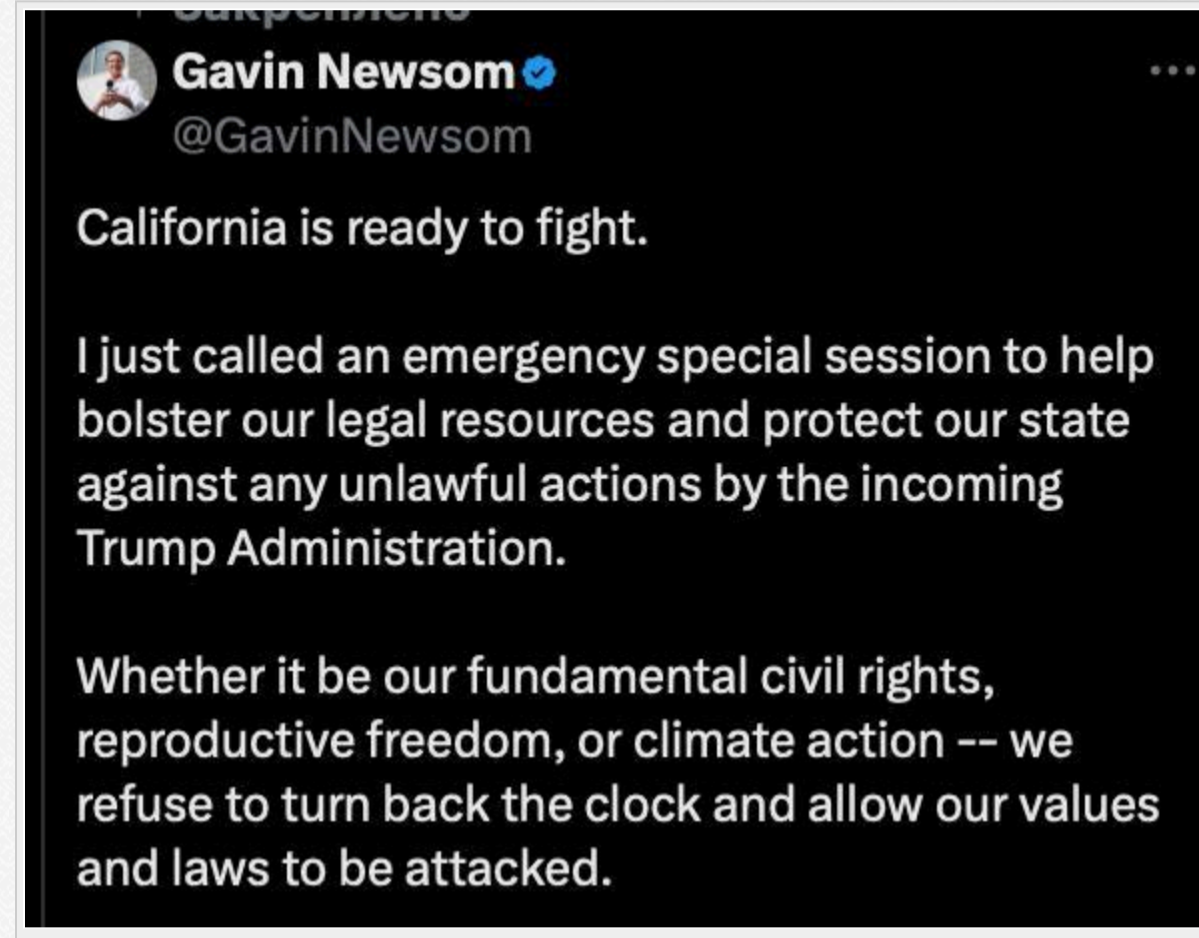 Gavin Newsom
@GavinNewsom
California is ready to fight.
I just called an emergency special session to help
bolster our legal resources and protect our state
against any unlawful actions by the incoming
Trump Administration.
Whether it be our fundamental civil rights,
reproductive freedom, or climate action -- we
refuse to turn back the clock and allow our values
and laws to be attacked.